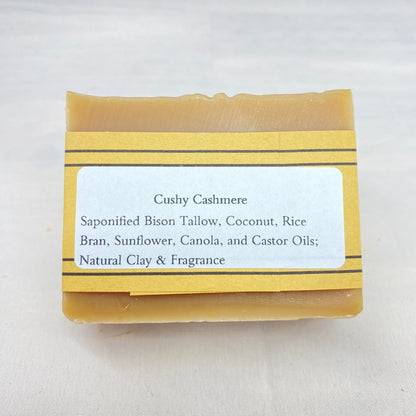 Cushy Cashmere
Saponified Bison Tallow, Coconut, Rice
Bran, Sunflower, Canola, and Castor Oils;
Natural Clay & Fragrance